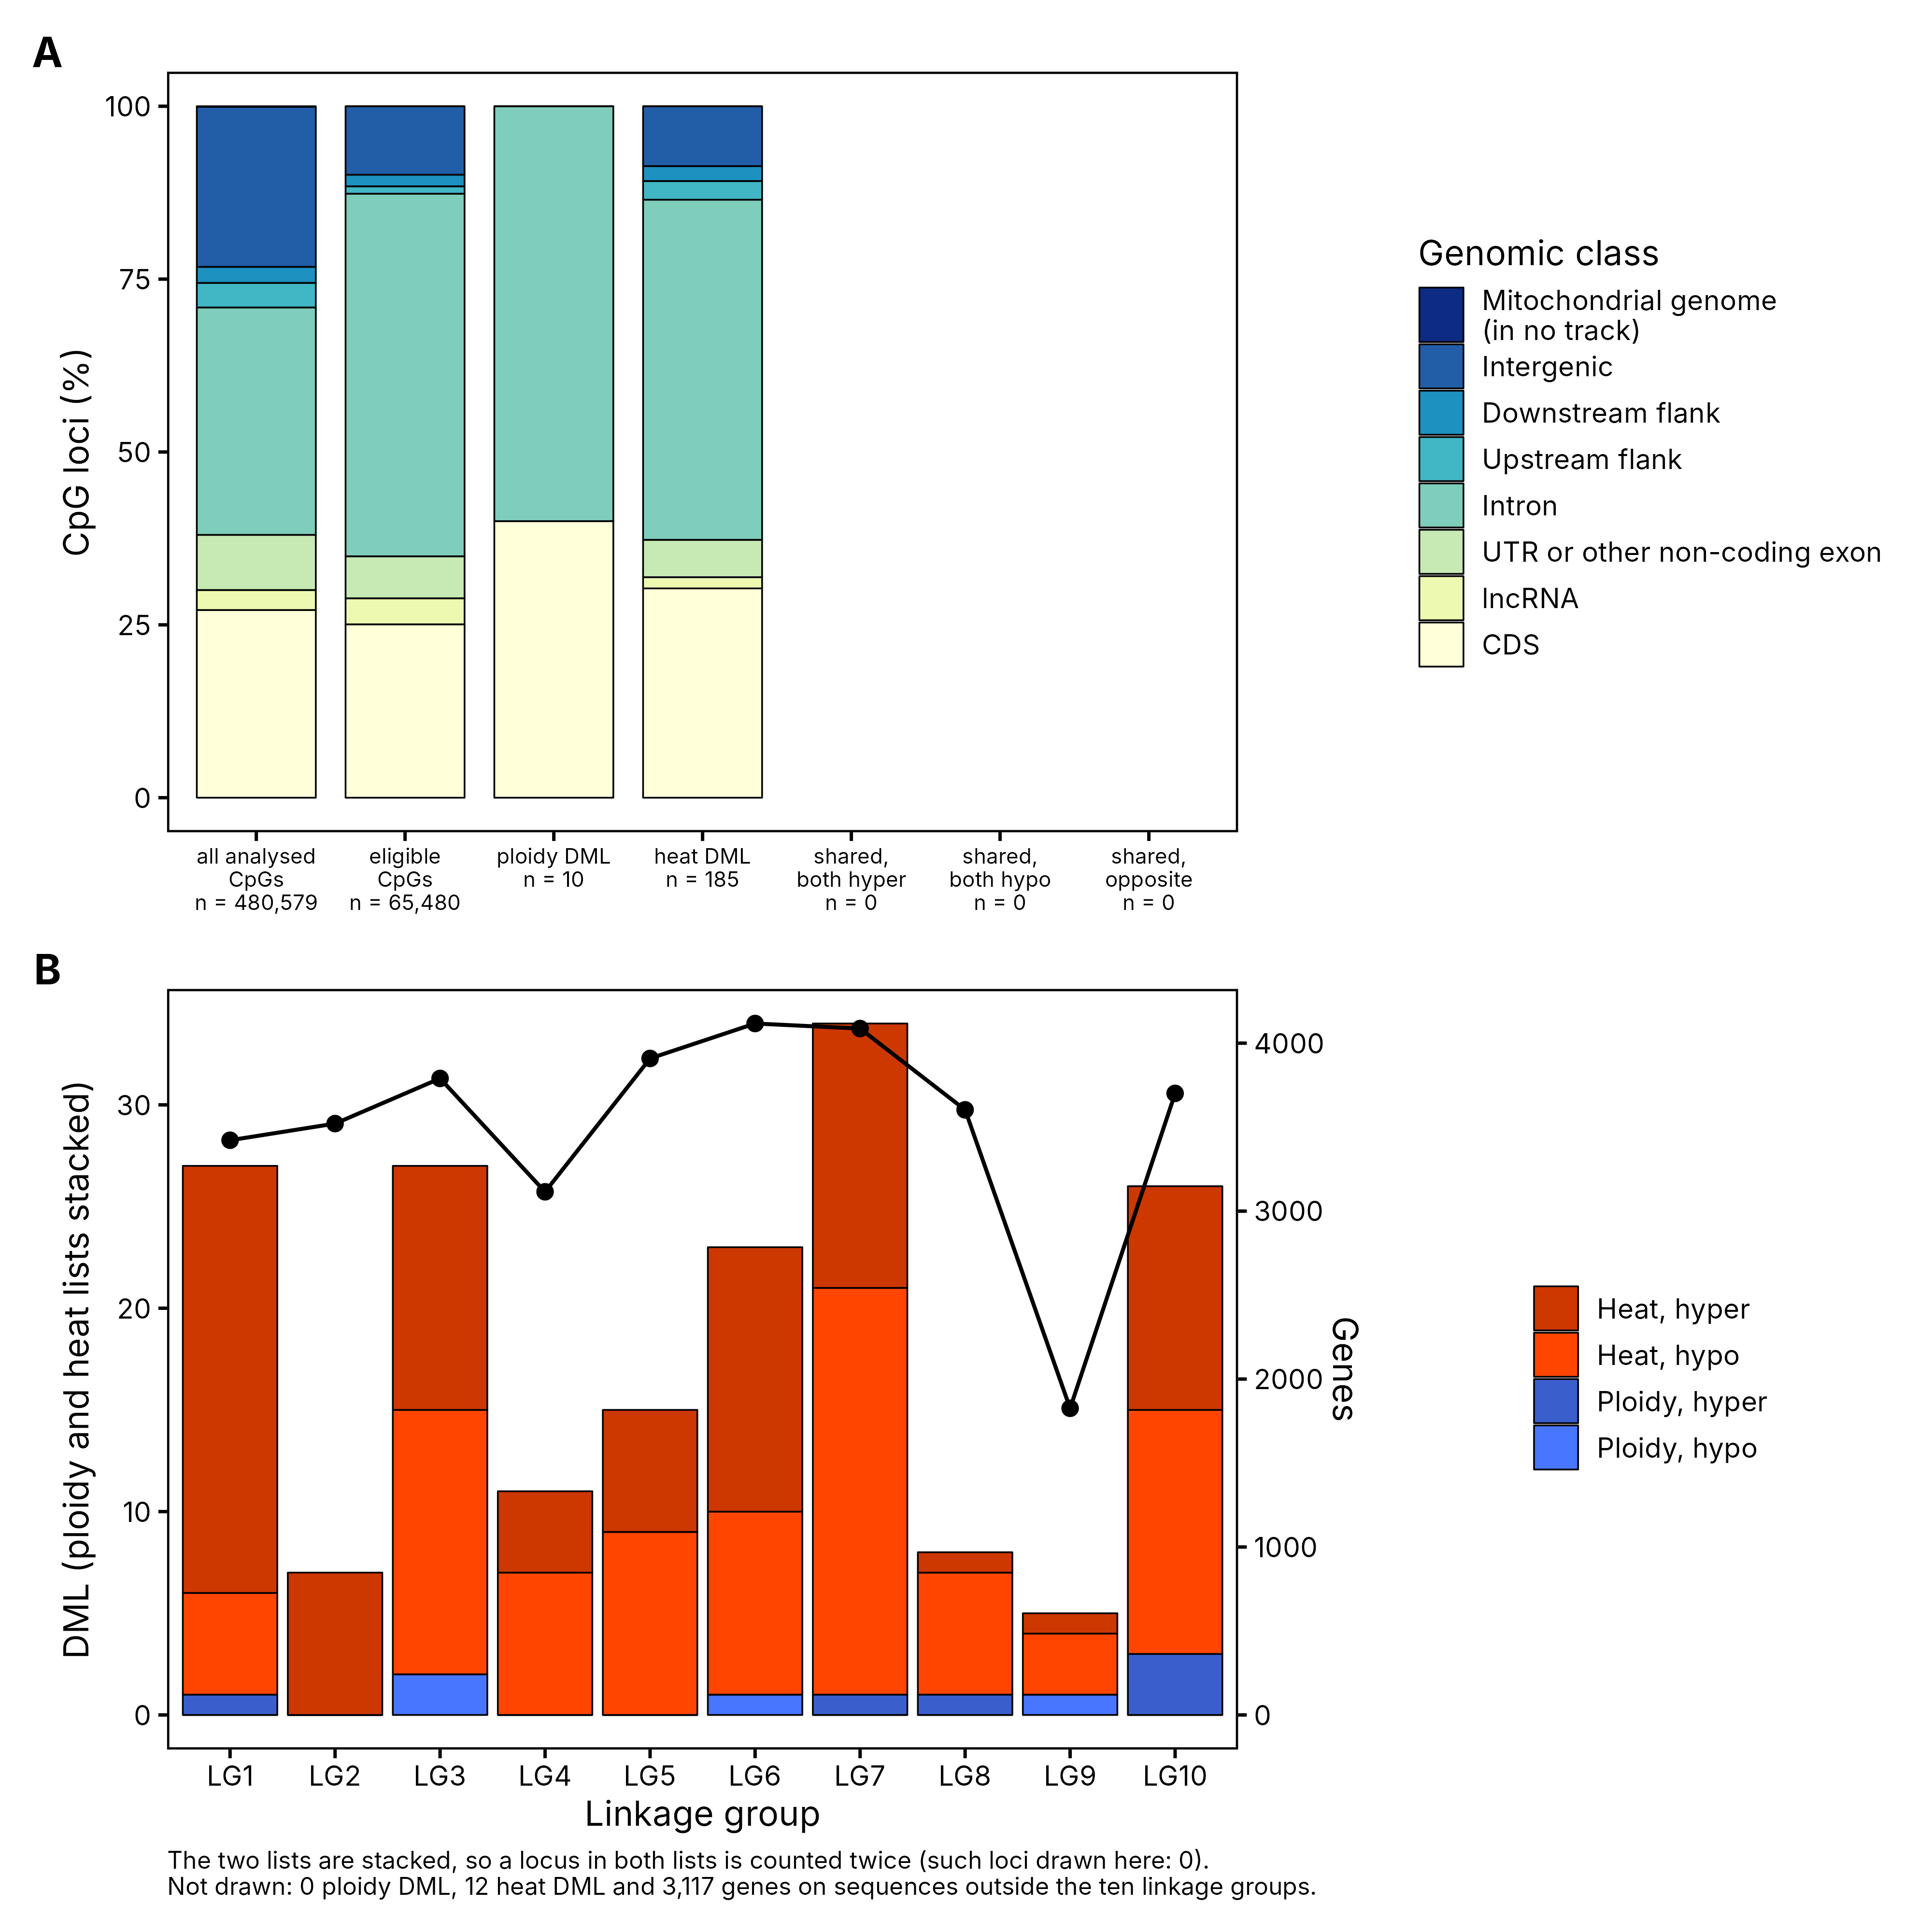 A
CpG loci (%)
100
75
50
25
0
all analysed
CpGs
n = 480,579
eligible
CpGs
n = 65,480
ploidy DML
n = 10
heat DML
n = 185
shared,
both hyper
n = 0
shared,
both hypo
n = 0
shared,
opposite
n = 0
Genomic class
Mitochondrial genome
(in no track)
Intergenic
Downstream flank
Upstream flank
Intron
UTR or other non-coding exon
lncRNA
CDS
B
DML (ploidy and heat lists stacked)
30
20
10
0
4000
3000
2000
1000
0
Genes
LG1
LG2
LG3
LG4
LG5
LG6
LG7
LG8
LG9
LG10
Linkage group
Heat, hyper
Heat, hypo
Ploidy, hyper
Ploidy, hypo
The two lists are stacked, so a locus in both lists is counted twice (such loci drawn here: 0).
Not drawn: 0 ploidy DML, 12 heat DML and 3,117 genes on sequences outside the ten linkage groups.